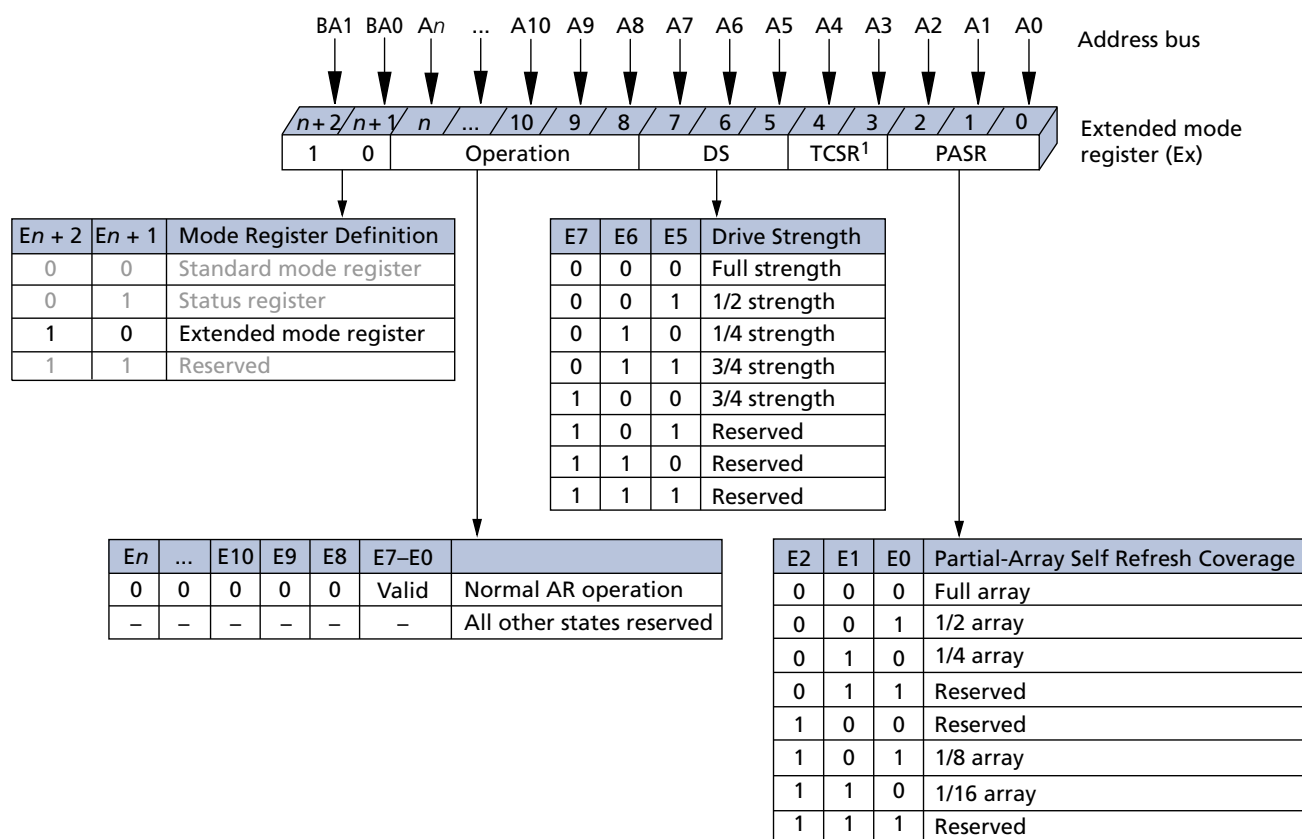 BA1 BA0 An ... A10 A9 A8 A7 A6 A5 A4 A3 A2 A1 A0
Address bus
n + 2 / n + 1 / n / ... / 10 / 9 / 8 / 7 / 6 / 5 / 4 / 3 / 2 / 1 / 0
1 0 Operation DS TCSR1 PASR
Extended mode
register (Ex)
En + 2 En + 1 Mode Register Definition
0 0 Standard mode register
0 1 Status register
1 0 Extended mode register
1 1 Reserved
E7 E6 E5 Drive Strength
0 0 0 Full strength
0 0 1 1/2 strength
0 1 0 1/4 strength
0 1 1 3/4 strength
1 0 0 3/4 strength
1 0 1 Reserved
1 1 0 Reserved
1 1 1 Reserved
En ... E10 E9 E8 E7–E0
0 0 0 0 0 Valid Normal AR operation
– – – – – – All other states reserved
E2 E1 E0 Partial-Array Self Refresh Coverage
0 0 0 Full array
0 0 1 1/2 array
0 1 0 1/4 array
0 1 1 Reserved
1 0 0 Reserved
1 0 1 1/8 array
1 1 0 1/16 array
1 1 1 Reserved